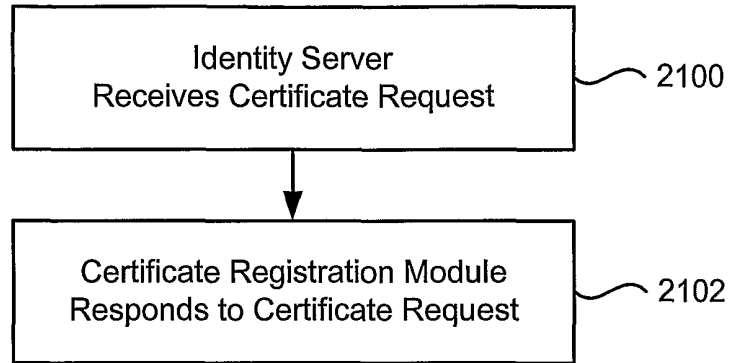 Identity Server
Receives Certificate Request
2100
Certificate Registration Module
Responds to Certificate Request
2102